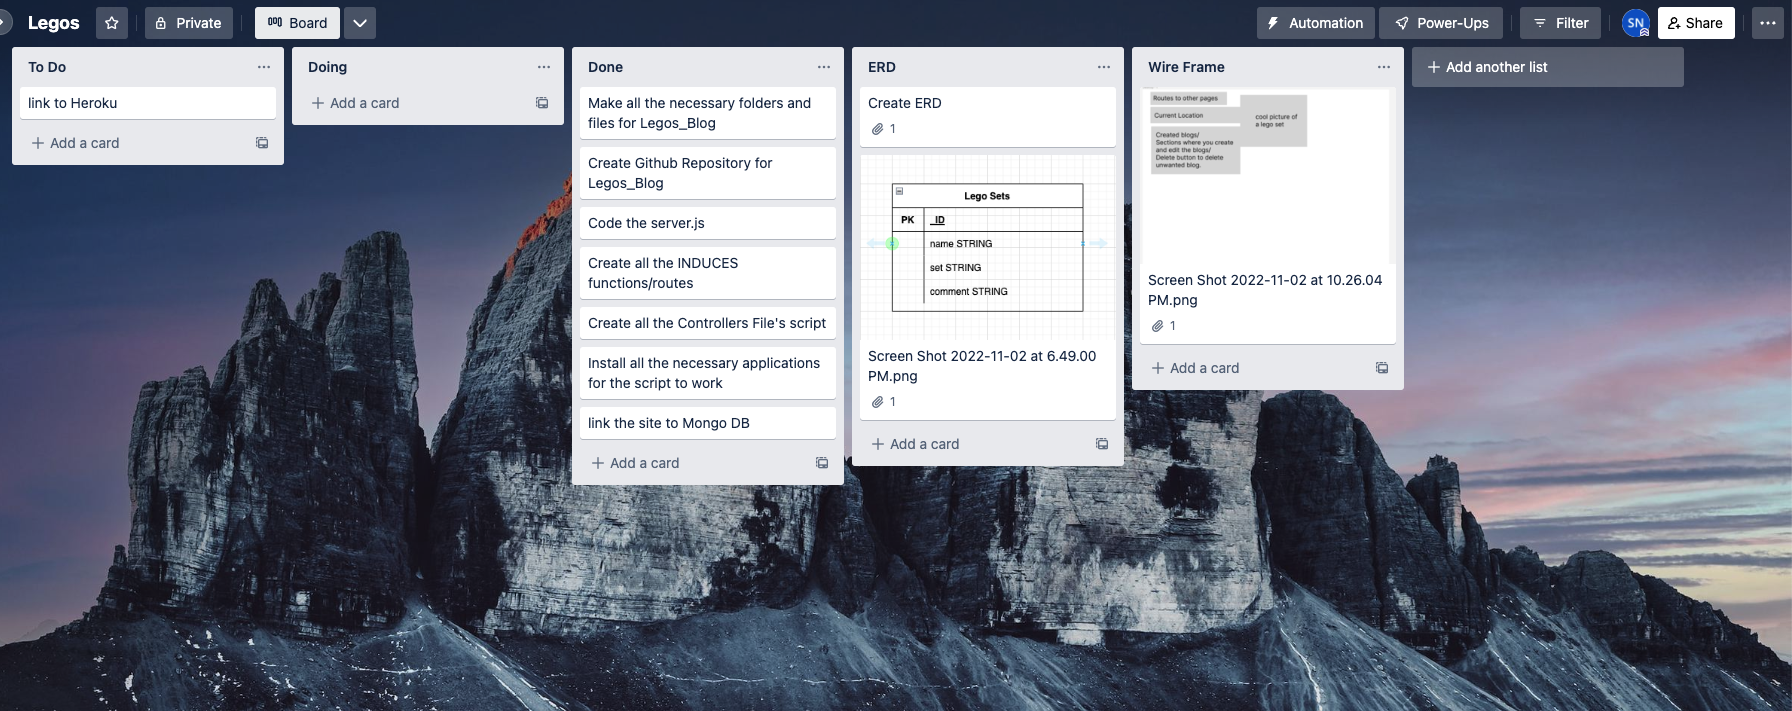 Legos
Private
Board
Automation
Power-Ups
Filter
SN
Share
To Do
link to Heroku
Add a card
Doing
Add a card
Done
Make all the necessary folders and
files for Legos_Blog
Create Github Repository for
Legos_Blog
Code the server.js
Create all the INDUCES
functions/routes
Create all the Controllers File's script
Install all the necessary applications
for the script to work
link the site to Mongo DB
Add a card
ERD
Create ERD
1
Lego Sets
PK _ID
name STRING
set STRING
comment STRING
Screen Shot 2022-11-02 at 6.49.00
PM.png
1
Add a card
Wire Frame
Routes to other pages
Current Location
cool picture of
a lego set
Created blogs/
Sections where you create
and edit the blogs/
Delete button to delete
unwanted blog.
Screen Shot 2022-11-02 at 10.26.04
PM.png
1
Add a card
Add another list